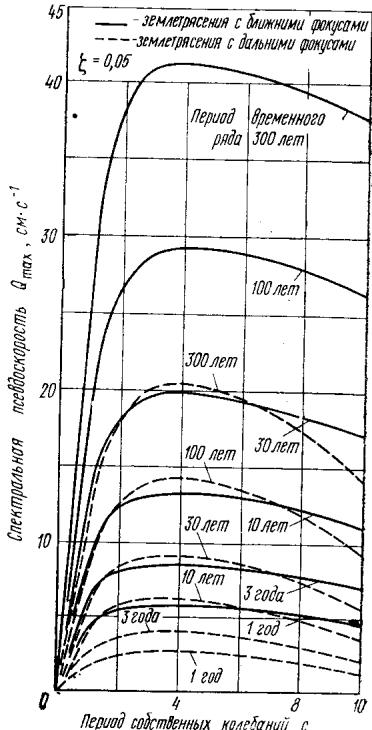 45
— -землетрясения с ближними фокусами
--- -землетрясения с дальними фокусами
ξ = 0,05
40
Период временного
ряда 300 лет
35
30
100 лет
300 лет
20
30 лет
100 лет
10 лет
30 лет
10
10 лет
3 года
3 года
1 год
1 год
0
4
6
8
10
Спектральная псевдоскорость Qmax, см·с⁻¹
Период собственных колебаний с